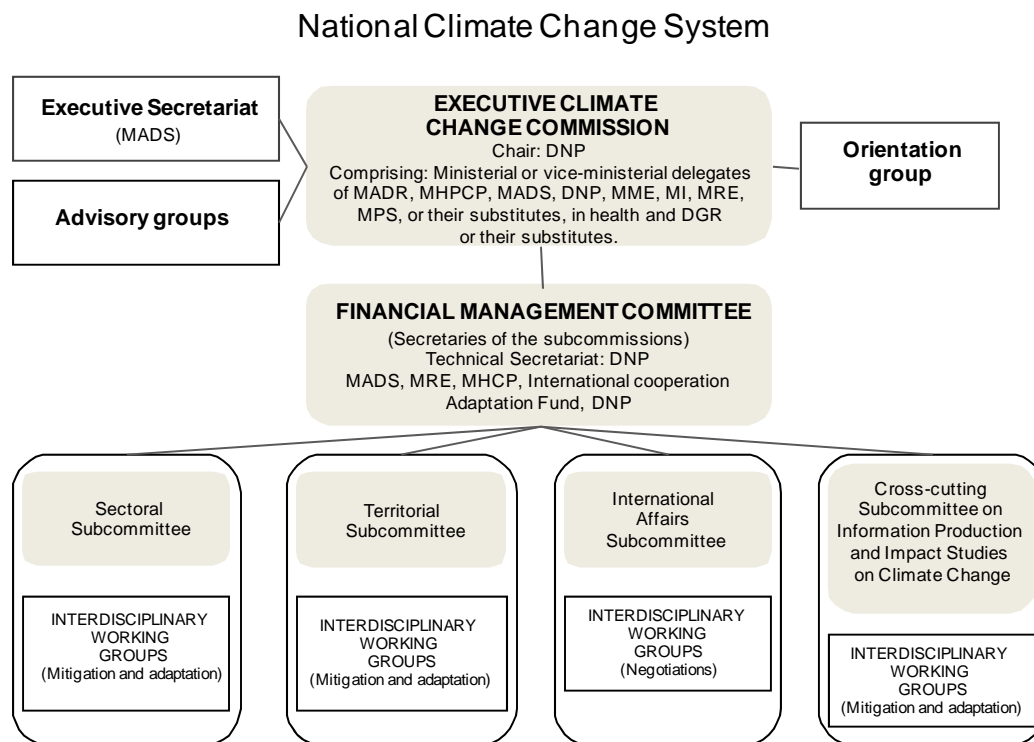 National Climate Change System
Executive Secretariat
(MADS)
Advisory groups
EXECUTIVE CLIMATE
CHANGE COMMISSION
Chair: DNP
Comprising: Ministerial or vice-ministerial delegates
of MADR, MHPCP, MADS, DNP, MME, MI, MRE,
MPS, or their substitutes, in health and DGR
or their substitutes.
Orientation
group
FINANCIAL MANAGEMENT COMMITTEE
(Secretaries of the subcommissions)
Technical Secretariat: DNP
MADS, MRE, MHCP, International cooperation
Adaptation Fund, DNP
Sectoral
Subcommittee
INTERDISCIPLINARY
WORKING
GROUPS
(Mitigation and adaptation)
Territorial
Subcommittee
INTERDISCIPLINARY
WORKING
GROUPS
(Mitigation and adaptation)
International
Affairs
Subcommittee
INTERDISCIPLINARY
WORKING
GROUPS
(Negotiations)
Cross-cutting
Subcommittee on
Information Production
and Impact Studies
on Climate Change
INTERDISCIPLINARY
WORKING
GROUPS
(Mitigation and adaptation)